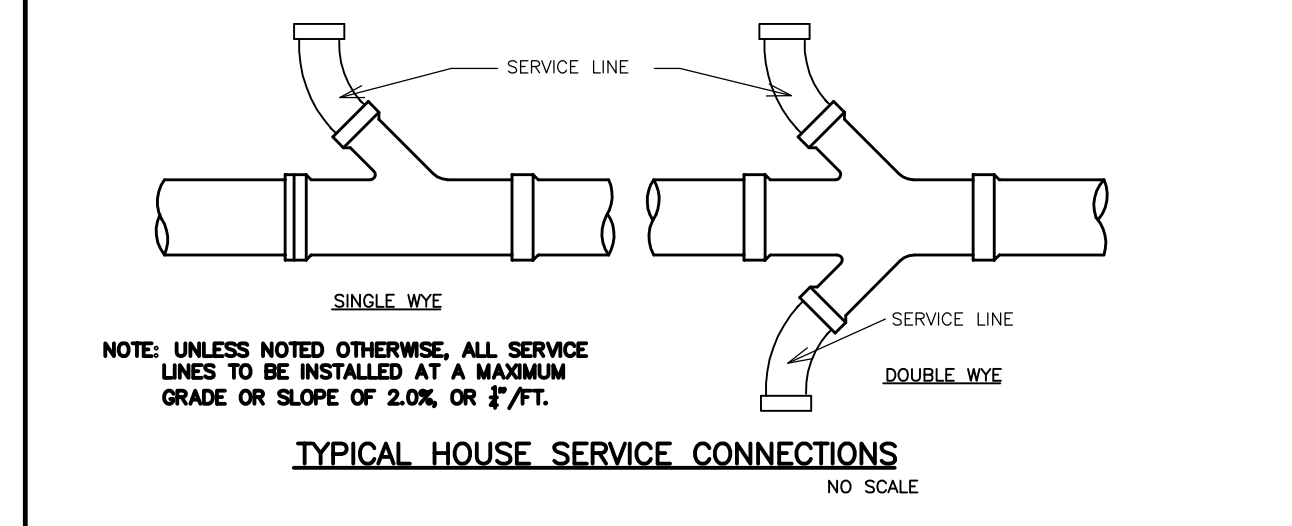 SERVICE LINE
SINGLE WYE
SERVICE LINE
DOUBLE WYE
NOTE: UNLESS NOTED OTHERWISE, ALL SERVICE
LINES TO BE INSTALLED AT A MAXIMUM
GRADE OR SLOPE OF 2.0%, OR ¼"/FT.
TYPICAL HOUSE SERVICE CONNECTIONS
NO SCALE